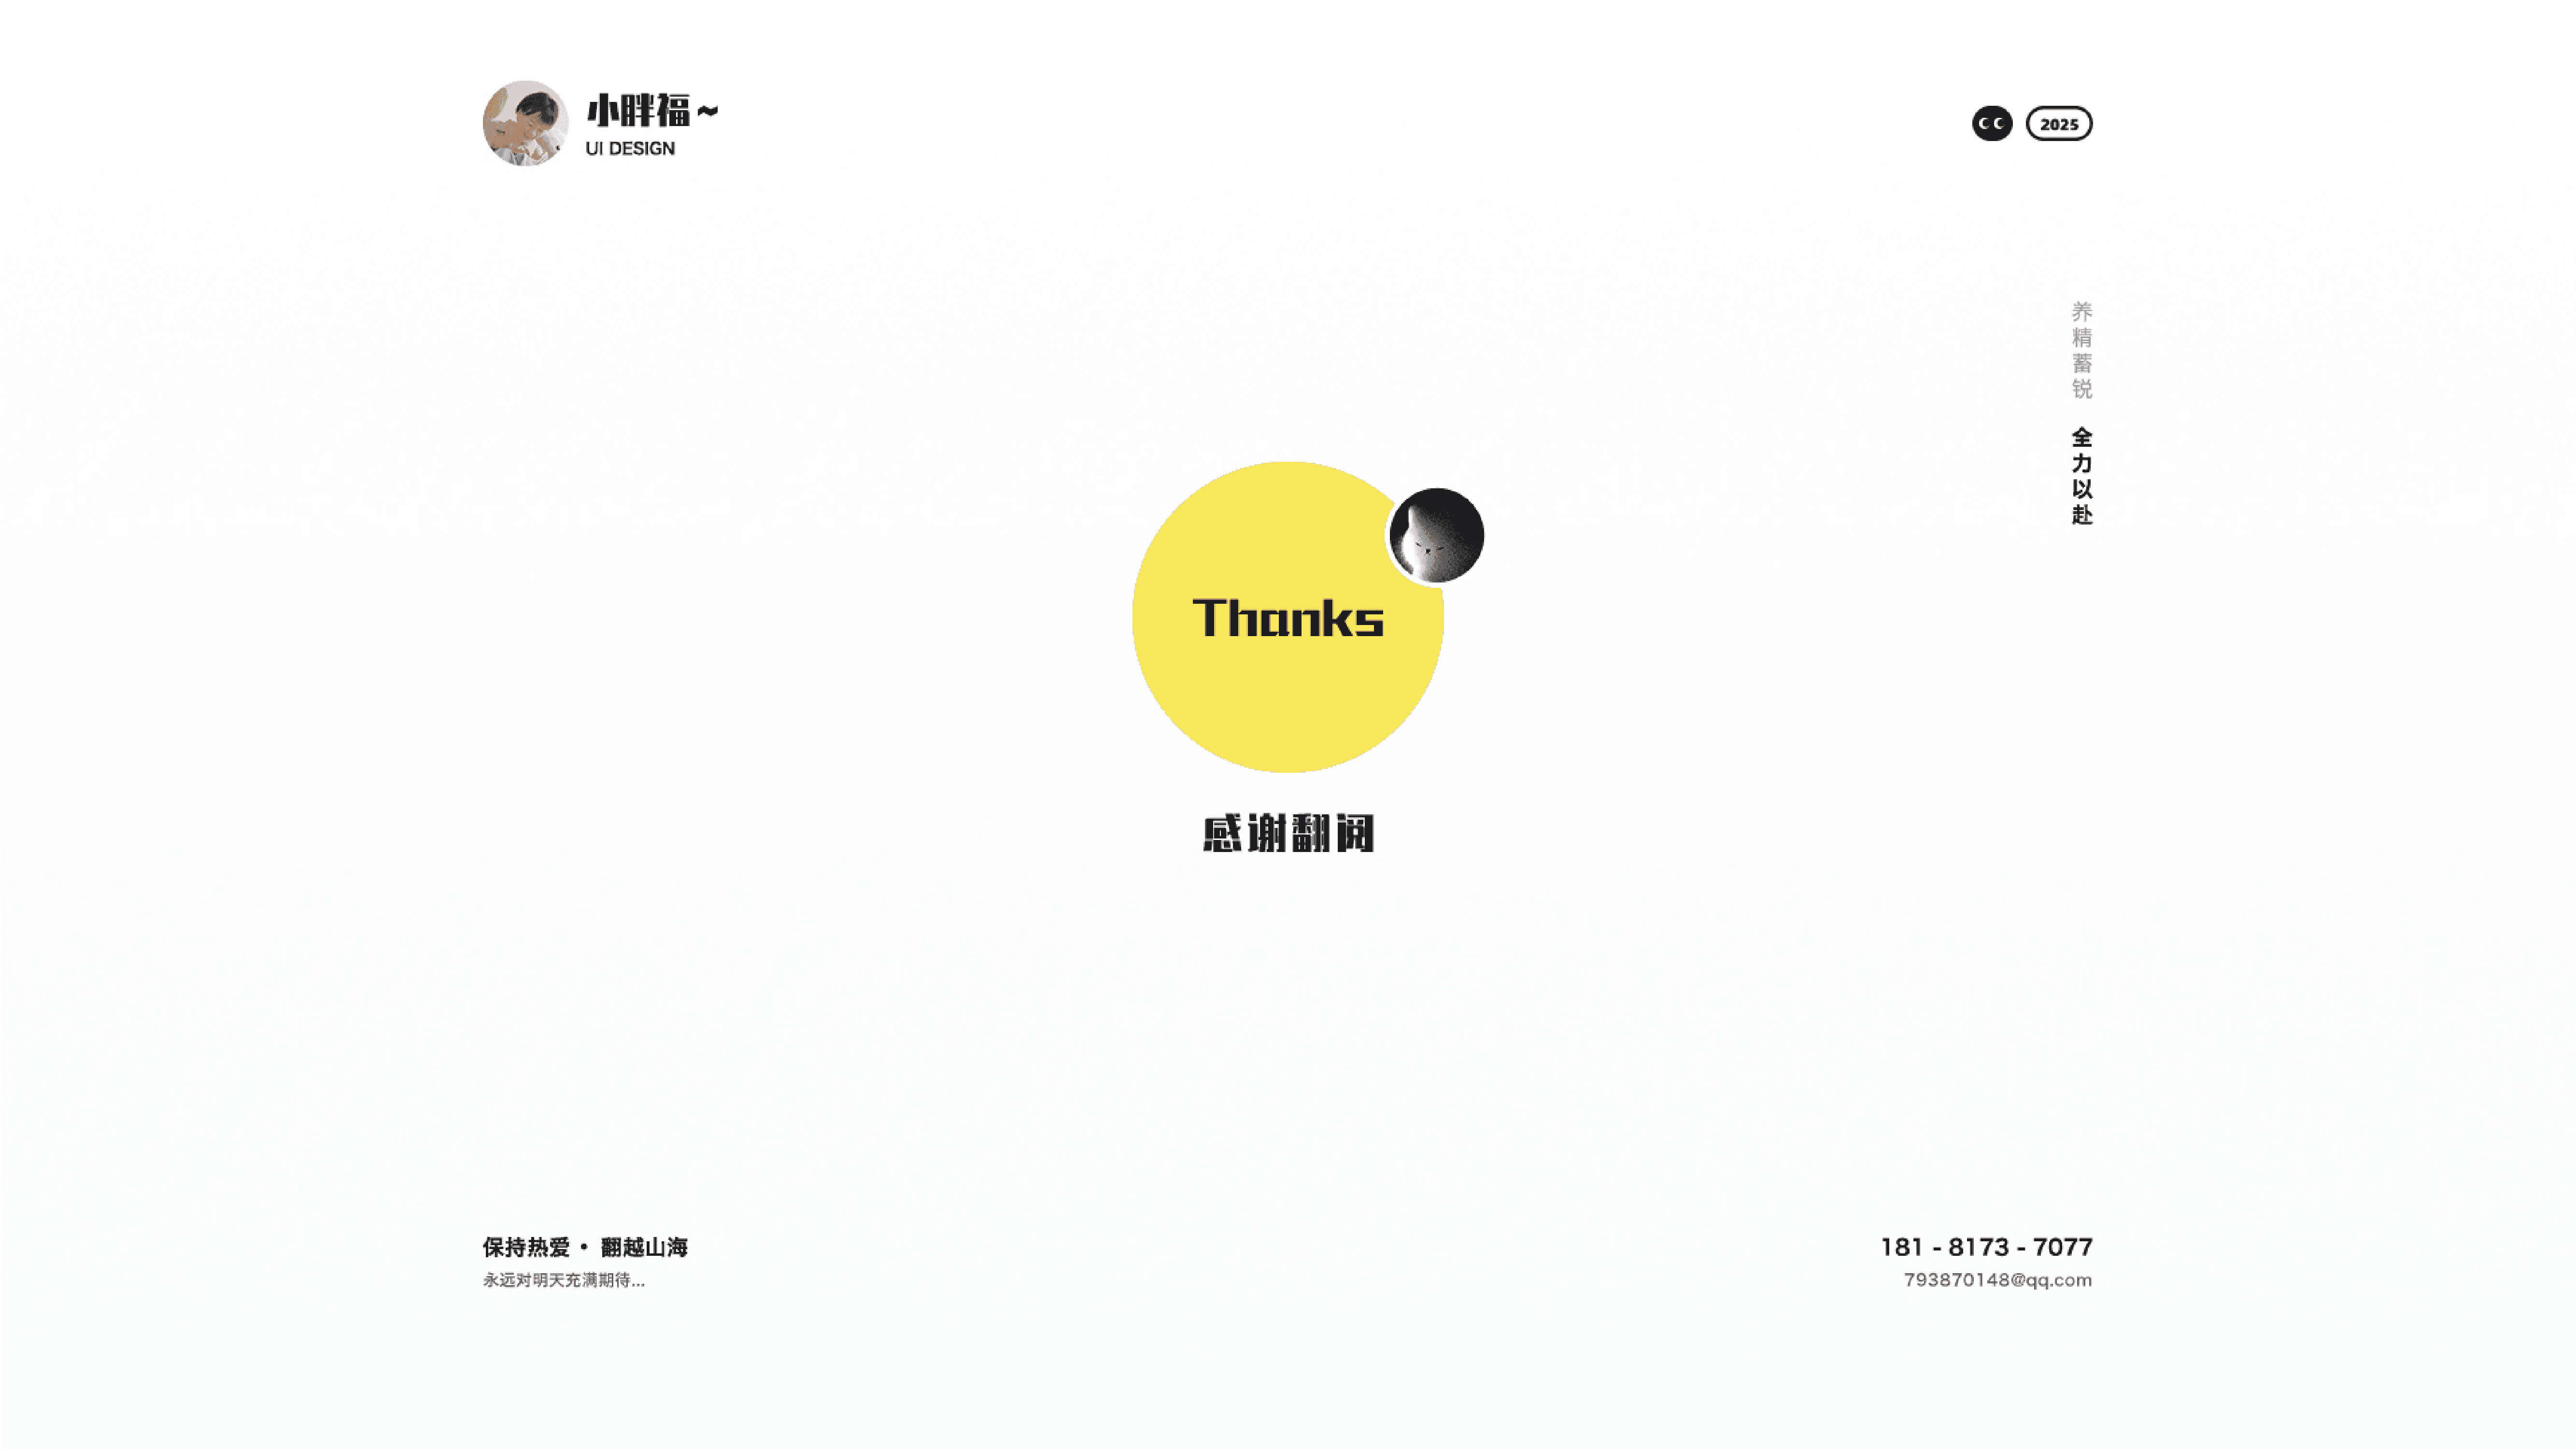 小胖福~
UI DESIGN
2025
养精蓄锐
全力以赴
Thanks
感谢翻阅
保持热爱 • 翻越山海
永远对明天充满期待...
181 - 8173 - 7077
793870148@qq.com